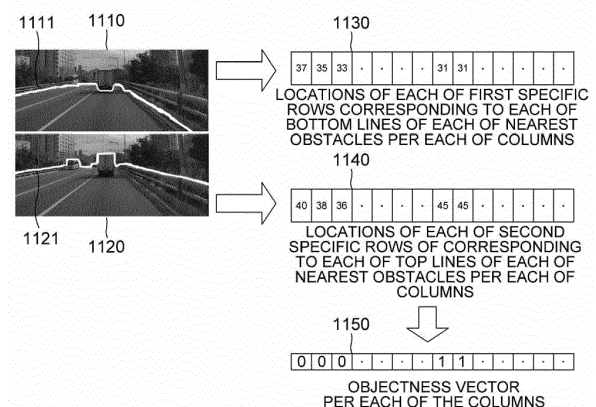 1111
1110
1130
37 35 33 · · · · 31 31 · · · · ·
LOCATIONS OF EACH OF FIRST SPECIFIC
ROWS CORRESPONDING TO EACH OF
BOTTOM LINES OF EACH OF NEAREST
OBSTACLES PER EACH OF COLUMNS
1140
40 38 36 · · · · 45 45 · · · · ·
1121
1120
LOCATIONS OF EACH OF SECOND
SPECIFIC ROWS OF CORRESPONDING
TO EACH OF TOP LINES OF EACH OF
NEAREST OBSTACLES PER EACH OF
COLUMNS
1150
0 0 0 · · · · 1 1 · · · · ·
OBJECTNESS VECTOR
PER EACH OF THE COLUMNS